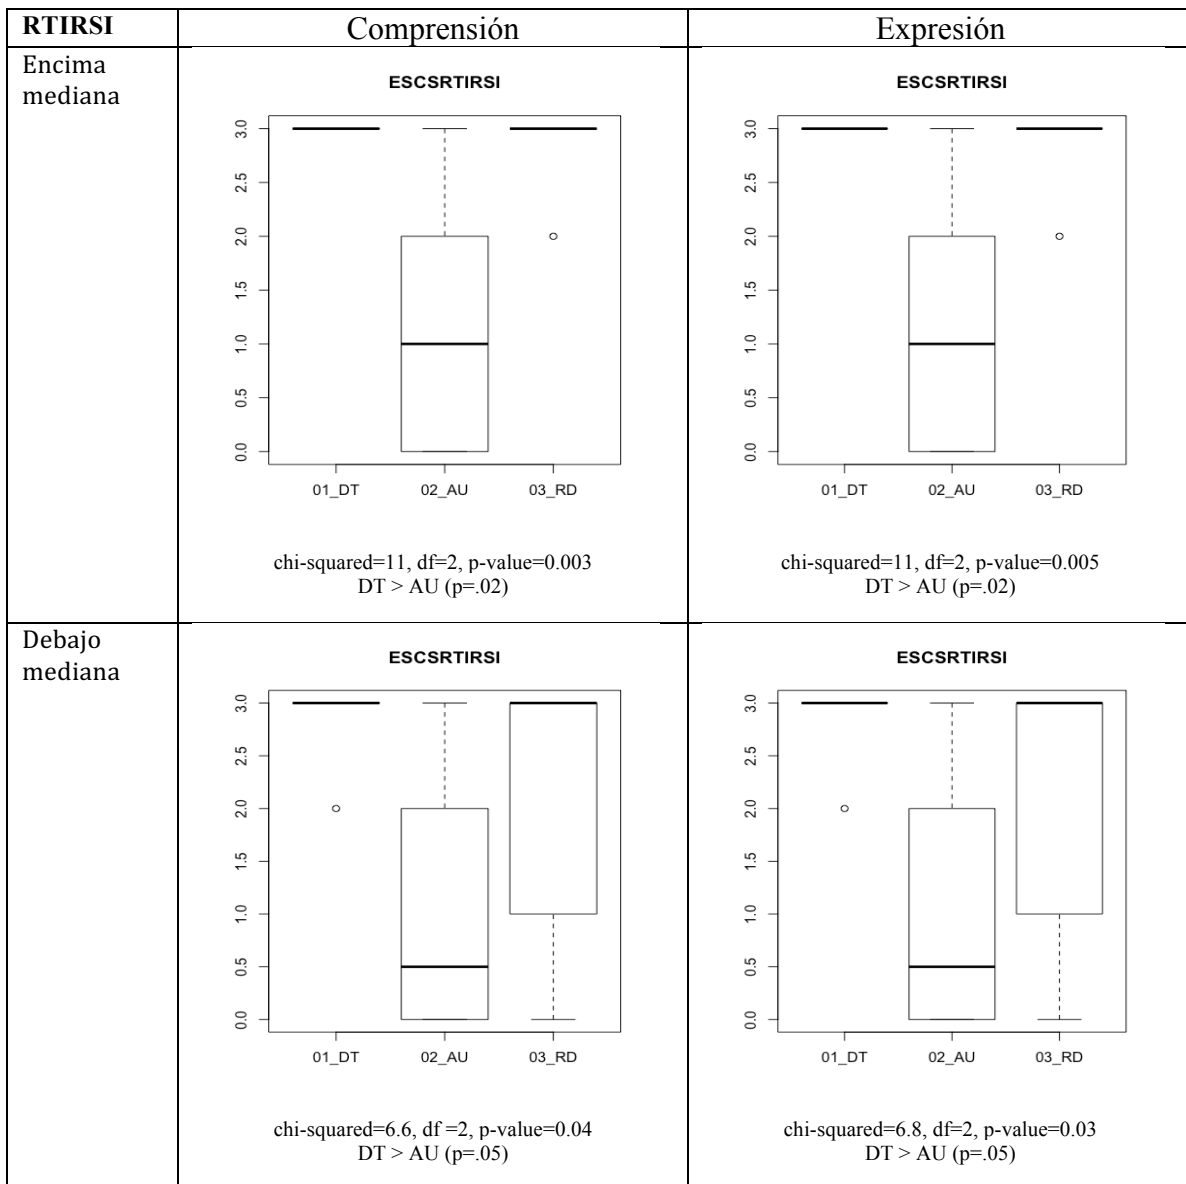 RTIRSI Comprensión Expresión
Encima
mediana
ESCSRTIRSI
3.0
2.5
2.0
1.5
1.0
0.5
0.0
01_DT 02_AU 03_RD
chi-squared=11, df=2, p-value=0.003
DT > AU (p=.02)
ESCSRTIRSI
3.0
2.5
2.0
1.5
1.0
0.5
0.0
01_DT 02_AU 03_RD
chi-squared=11, df=2, p-value=0.005
DT > AU (p=.02)
Debajo
mediana
ESCSRTIRSI
3.0
2.5
2.0
1.5
1.0
0.5
0.0
01_DT 02_AU 03_RD
chi-squared=6.6, df =2, p-value=0.04
DT > AU (p=.05)
ESCSRTIRSI
3.0
2.5
2.0
1.5
1.0
0.5
0.0
01_DT 02_AU 03_RD
chi-squared=6.8, df=2, p-value=0.03
DT > AU (p=.05)